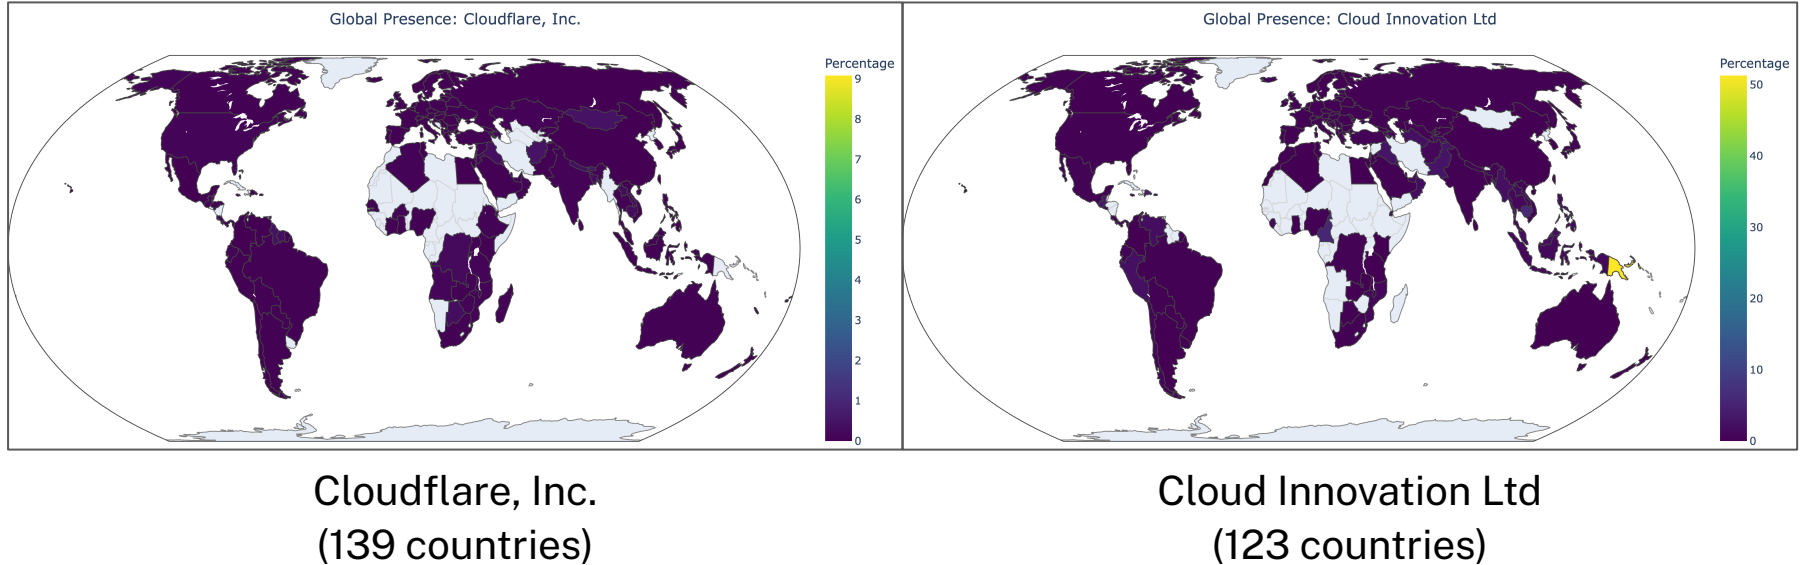 Global Presence: Cloudflare, Inc.
Percentage
9
8
7
6
5
4
3
2
1
0
Global Presence: Cloud Innovation Ltd
Percentage
50
40
30
20
10
0
Cloudflare, Inc.
(139 countries)
Cloud Innovation Ltd
(123 countries)